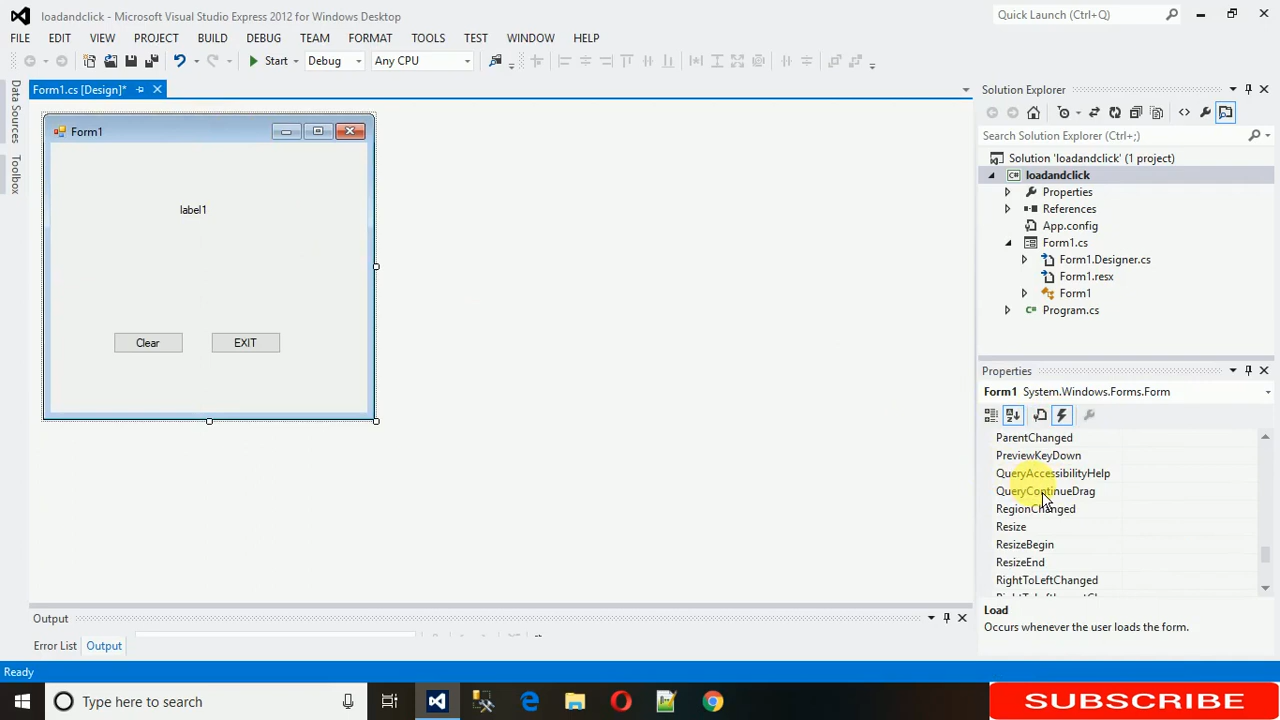 loadandclick - Microsoft Visual Studio Express 2012 for Windows Desktop
Quick Launch (Ctrl+Q)
FILE EDIT VIEW PROJECT BUILD DEBUG TEAM FORMAT TOOLS TEST WINDOW HELP
Start Debug Any CPU
Data Sources
Toolbox
Form1.cs [Design]*
Form1
label1
Clear EXIT
Solution Explorer
Search Solution Explorer (Ctrl+;)
Solution 'loadandclick' (1 project)
C# loadandclick
Properties
References
App.config
Form1.cs
Form1.Designer.cs
Form1.resx
Form1
C# Program.cs
Properties
Form1 System.Windows.Forms.Form
ParentChanged
PreviewKeyDown
QueryAccessibilityHelp
QueryContinueDrag
RegionChanged
Resize
ResizeBegin
ResizeEnd
RightToLeftChanged
Load
Occurs whenever the user loads the form.
Output
Error List Output
Ready
Type here to search
SUBSCRIBE